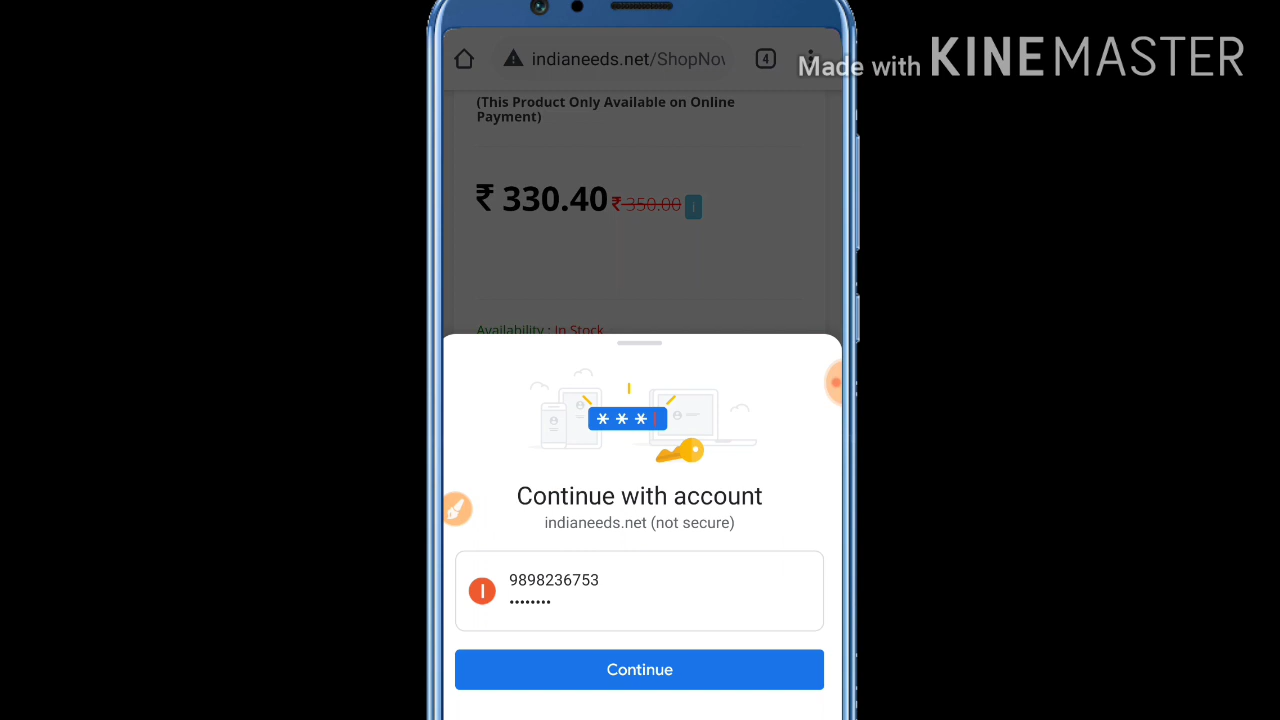 indianeeds.net/ShopNov
4
Made with KINEMASTER
(This Product Only Available on Online
Payment)
₹ 330.40 ₹ 350.00 i
Availability : In Stock
***
Continue with account
indianeeds.net (not secure)
I
9898236753
••••••••
Continue